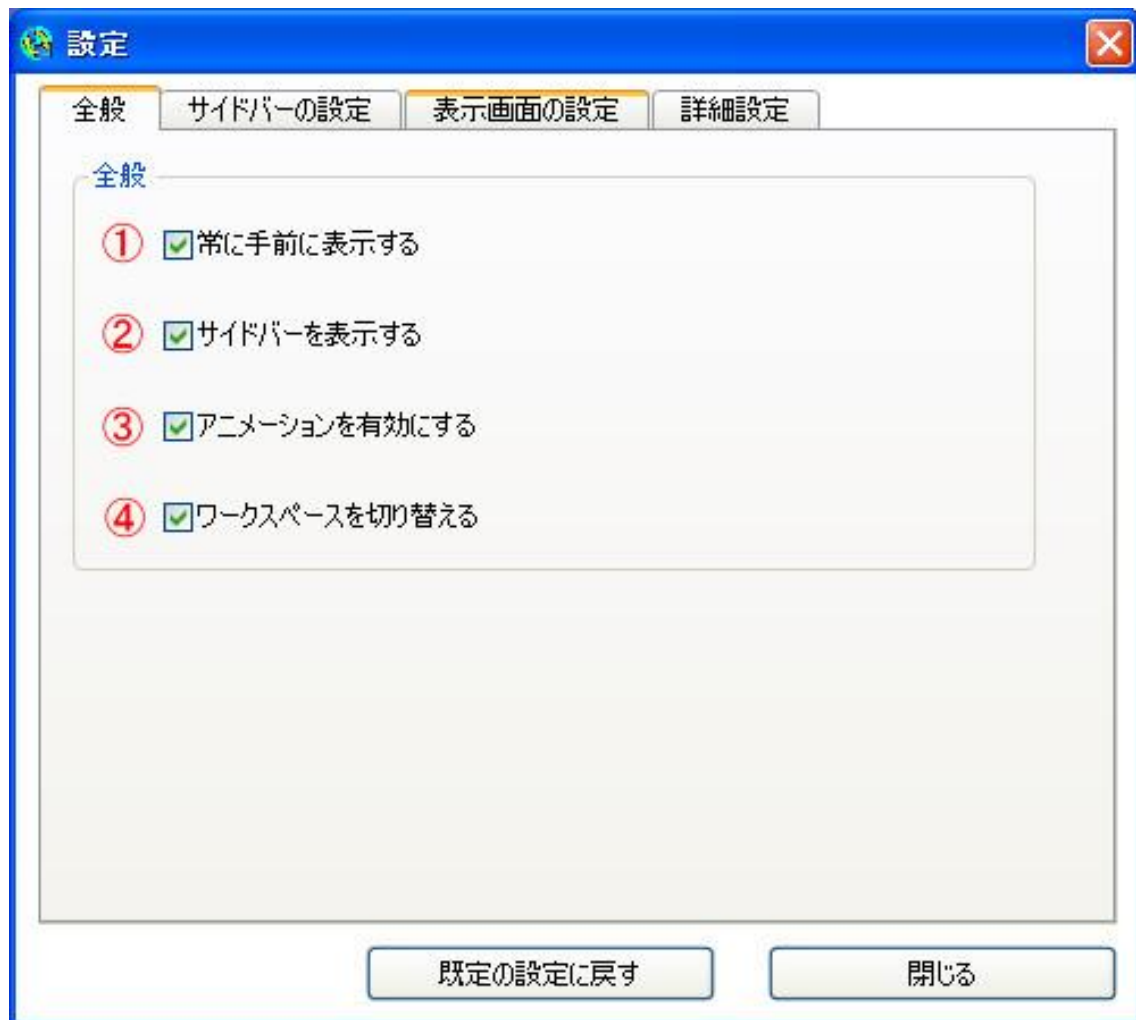 設定
全般 サイドバーの設定 表示画面の設定 詳細設定
全般
① 常に手前に表示する
② サイドバーを表示する
③ アニメーションを有効にする
④ ワークスペースを切り替える
既定の設定に戻す 閉じる